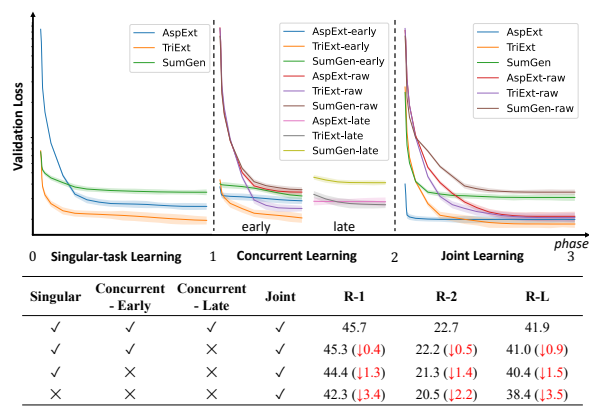 Validation Loss
AspExt
TriExt
SumGen
AspExt-early
TriExt-early
SumGen-early
AspExt-raw
TriExt-raw
SumGen-raw
AspExt-late
TriExt-late
SumGen-late
AspExt
TriExt
SumGen
AspExt-raw
TriExt-raw
SumGen-raw
early late
phase
0 Singular-task Learning 1 Concurrent Learning 2 Joint Learning 3
Singular Concurrent - Early Concurrent - Late Joint R-1 R-2 R-L
✓ ✓ ✓ ✓ 45.7 22.7 41.9
✓ ✓ ✕ ✓ 45.3 (↓0.4) 22.2 (↓0.5) 41.0 (↓0.9)
✓ ✕ ✕ ✓ 44.4 (↓1.3) 21.3 (↓1.4) 40.4 (↓1.5)
✕ ✕ ✕ ✓ 42.3 (↓3.4) 20.5 (↓2.2) 38.4 (↓3.5)